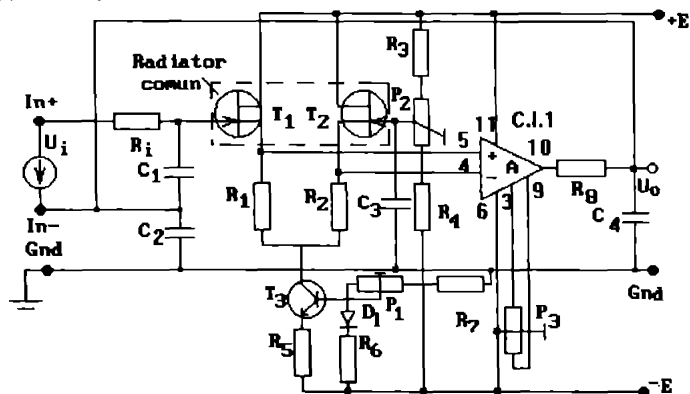 +E
R3
Radiator
comun
P2
In+
T1
T2
5
11
C.I.1
10
Ui
Ri
+
A
4
-
9
C1
R1
R2
C3
R4
6
3
R8
Uo
In-
C2
C4
Gnd
T3
P1
Gnd
D1
R7
P3
R5
R6
-E